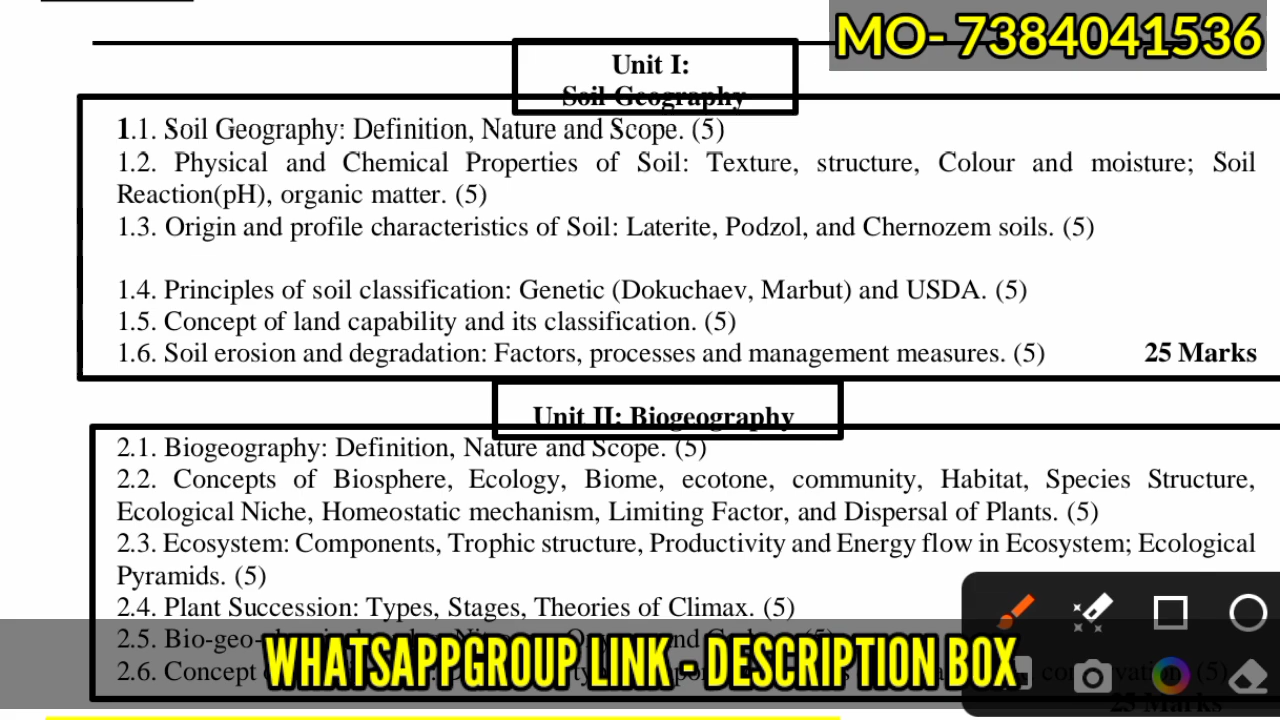 MO- 7384041536
Unit I:
Soil Geography
1.1. Soil Geography: Definition, Nature and Scope. (5)
1.2. Physical and Chemical Properties of Soil: Texture, structure, Colour and moisture; Soil
Reaction(pH), organic matter. (5)
1.3. Origin and profile characteristics of Soil: Laterite, Podzol, and Chernozem soils. (5)
1.4. Principles of soil classification: Genetic (Dokuchaev, Marbut) and USDA. (5)
1.5. Concept of land capability and its classification. (5)
1.6. Soil erosion and degradation: Factors, processes and management measures. (5) 25 Marks
Unit II: Biogeography
2.1. Biogeography: Definition, Nature and Scope. (5)
2.2. Concepts of Biosphere, Ecology, Biome, ecotone, community, Habitat, Species Structure,
Ecological Niche, Homeostatic mechanism, Limiting Factor, and Dispersal of Plants. (5)
2.3. Ecosystem: Components, Trophic structure, Productivity and Energy flow in Ecosystem; Ecological
Pyramids. (5)
2.4. Plant Succession: Types, Stages, Theories of Climax. (5)
2.5. Bio-geo-
WHATSAPPGROUP LINK - DESCRIPTION BOX
2.6. Concept (5)
25 Marks